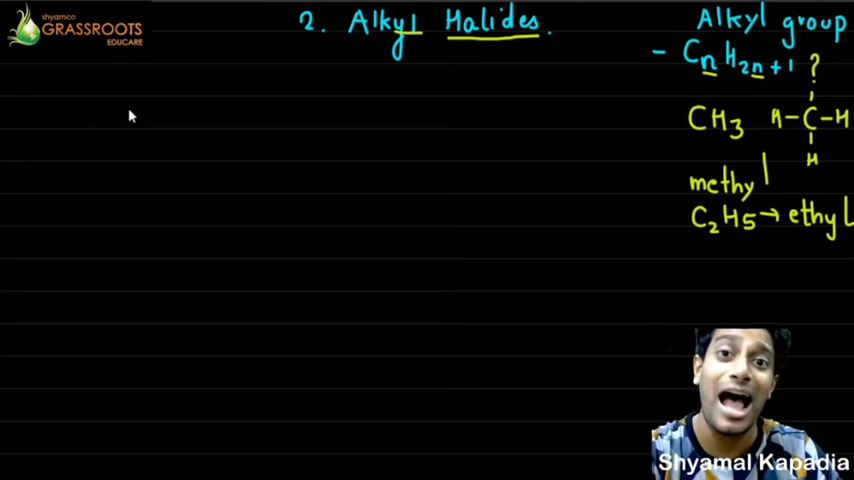 shyamco
GRASSROOTS
EDUCARE
2. Alkyl Halides.
Alkyl group
- CnH2n+1
?
CH3 H-C-H
H
methyl
C2H5→ethyl
Shyamal Kapadia